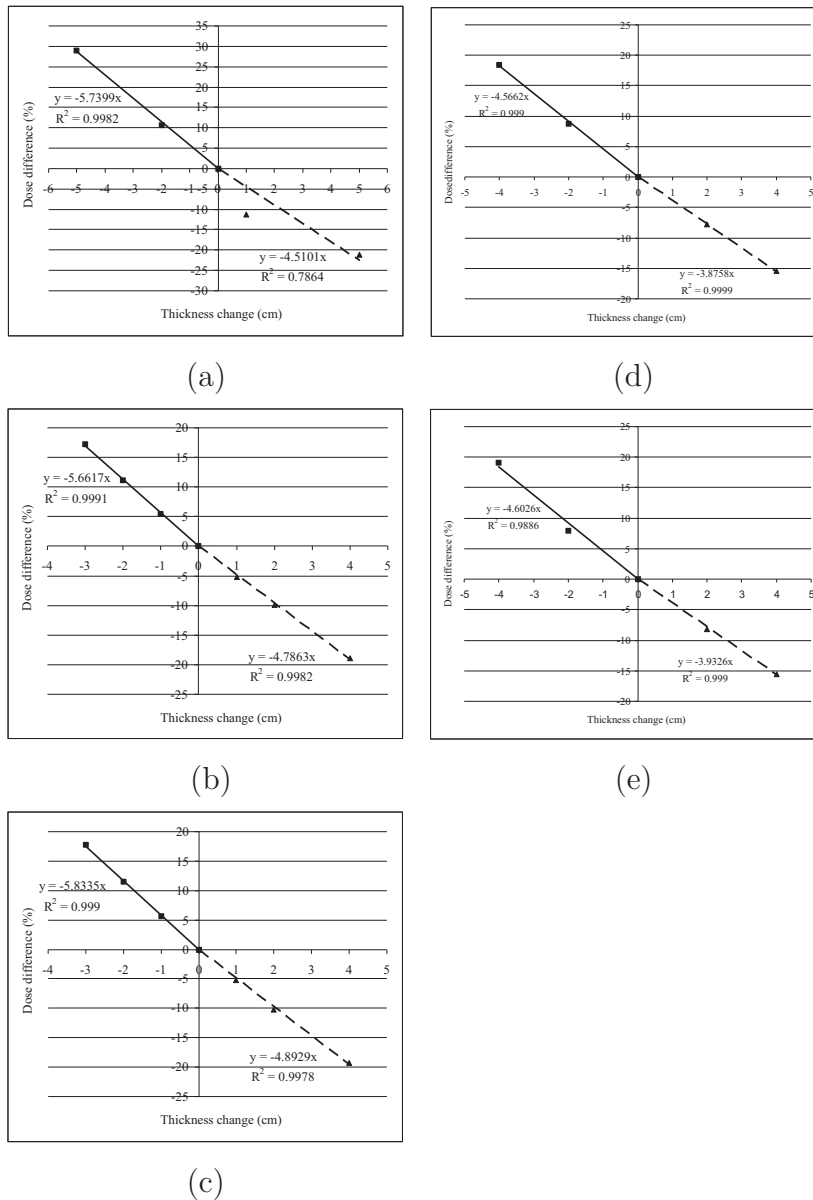 35
30
25
20
15
10
5
0
-5
-10
-15
-20
-25
-30
-6 -5 -4 -3 -2 -1 0 1 2 3 4 5 6
y = -5.7399x
R² = 0.9982
y = -4.5101x
R² = 0.7864
Dose difference (%)
Thickness change (cm)
(a)
20
15
10
5
0
-5
-10
-15
-20
-25
-4 -3 -2 -1 0 1 2 3 4 5
y = -5.6617x
R² = 0.9991
y = -4.7863x
R² = 0.9982
Dose difference (%)
Thickness change (cm)
(b)
20
15
10
5
0
-5
-10
-15
-20
-25
-4 -3 -2 -1 0 1 2 3 4 5
y = -5.8335x
R² = 0.999
y = -4.8929x
R² = 0.9978
Dose difference (%)
Thickness change (cm)
(c)
25
20
15
10
5
0
-5
-10
-15
-20
-5 -4 -3 -2 -1 0 1 2 3 4 5
y = -4.5662x
R² = 0.999
y = -3.8758x
R² = 0.9999
Dosedifference (%)
Thickness change (cm)
(d)
25
20
15
10
5
0
-5
-10
-15
-20
-5 -4 -3 -2 -1 0 1 2 3 4 5
y = -4.6026x
R² = 0.9886
y = -3.9326x
R² = 0.999
Dose difference (%)
Thickness change (cm)
(e)